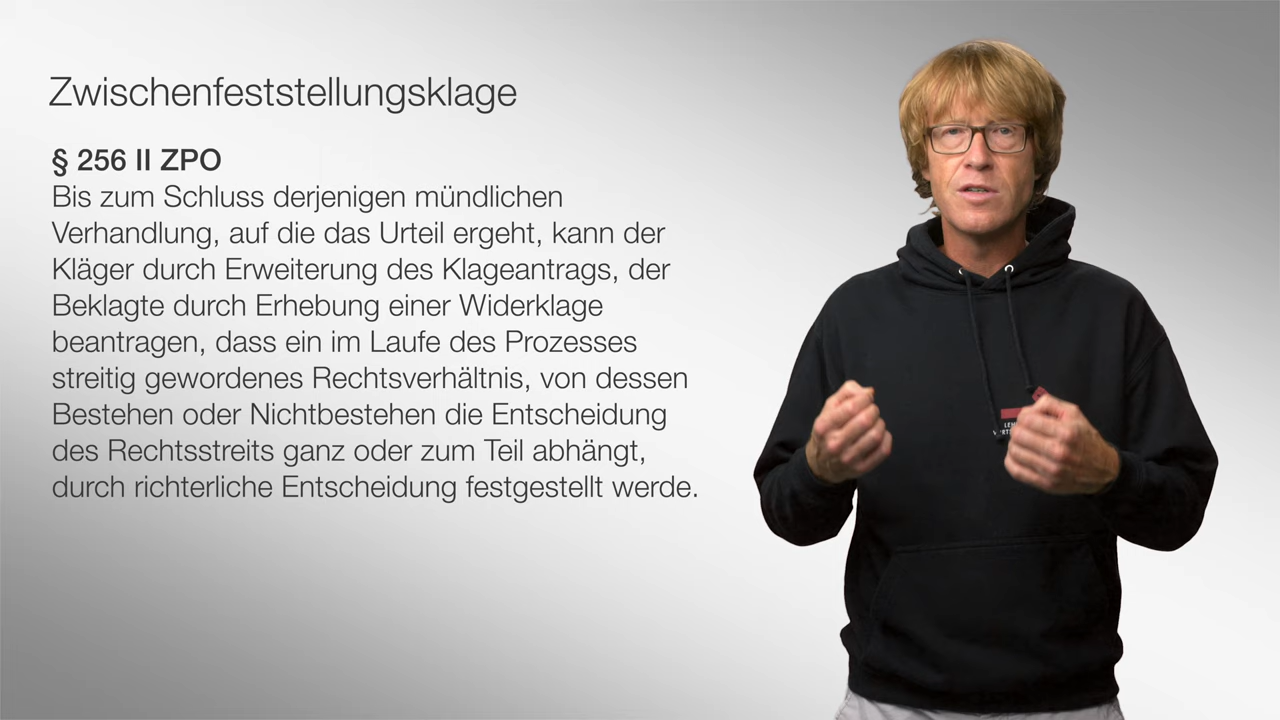 Zwischenfeststellungsklage
§ 256 II ZPO
Bis zum Schluss derjenigen mündlichen
Verhandlung, auf die das Urteil ergeht, kann der
Kläger durch Erweiterung des Klageantrags, der
Beklagte durch Erhebung einer Widerklage
beantragen, dass ein im Laufe des Prozesses
streitig gewordenes Rechtsverhältnis, von dessen
Bestehen oder Nichtbestehen die Entscheidung
des Rechtsstreits ganz oder zum Teil abhängt,
durch richterliche Entscheidung festgestellt werde.